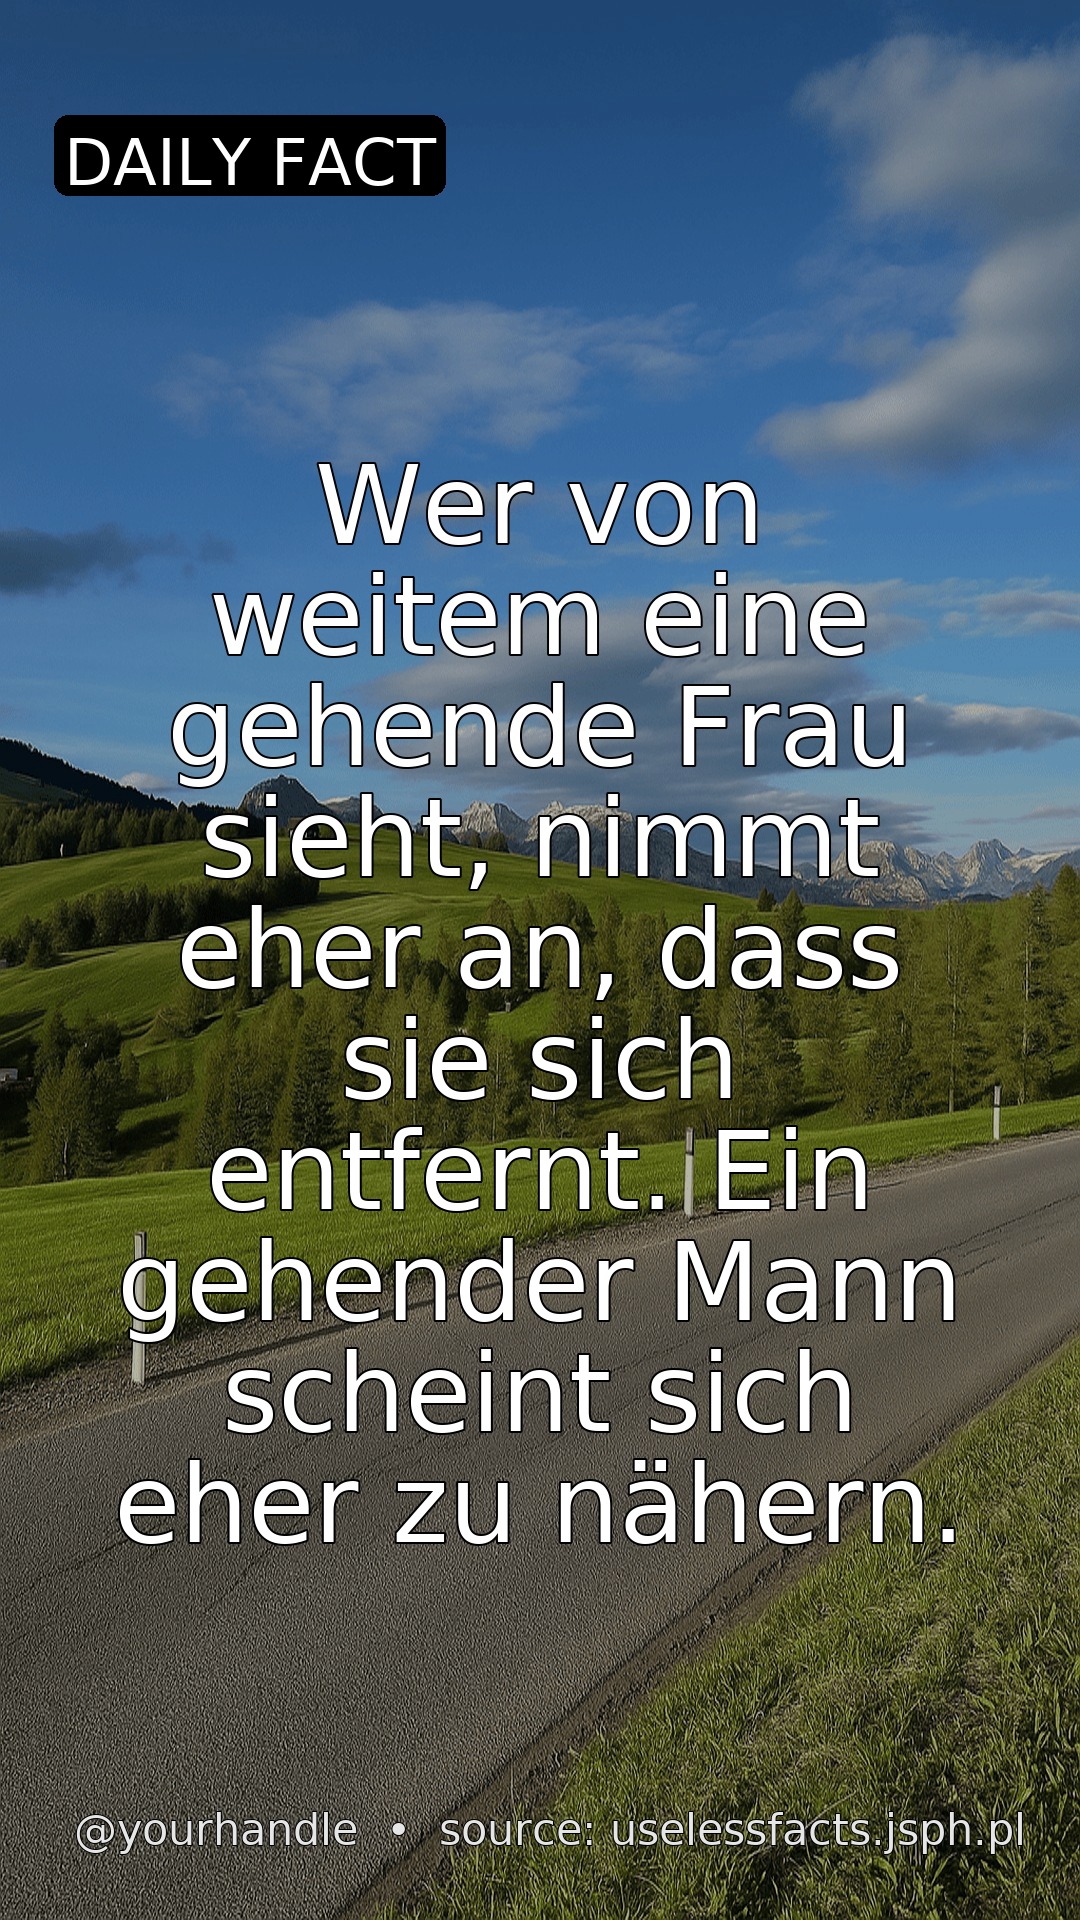 DAILY FACT
Wer von
weitem eine
gehende Frau
sieht, nimmt
eher an, dass
sie sich
entfernt. Ein
gehender Mann
scheint sich
eher zu nähern.
@yourhandle • source: uselessfacts.jsph.pl